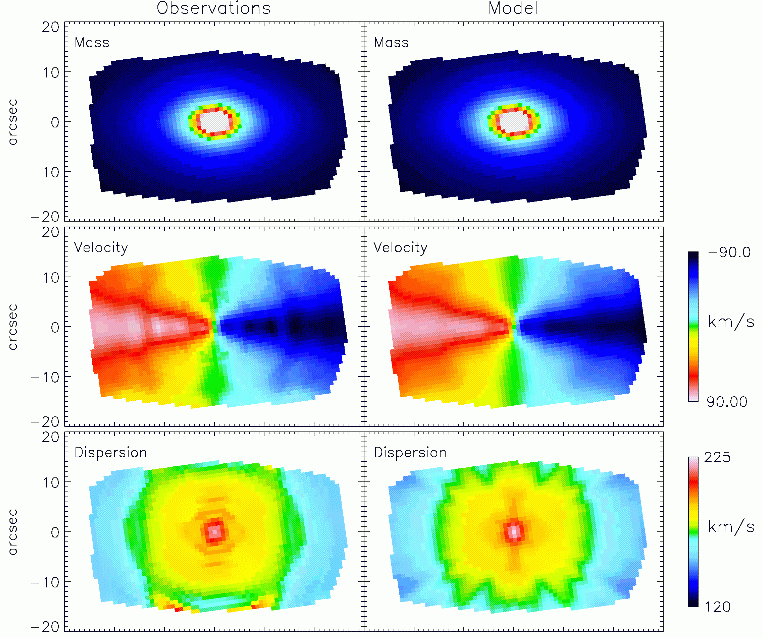 Observations Model
20
Mass Mass
10
arcsec
0
10
−20
20
Velocity Velocity
−90.0
10
arcsec
0
km/s
−10
90.00
−20
20
Dispersion Dispersion
225
10
arcsec
0
km/s
−10
120
−20